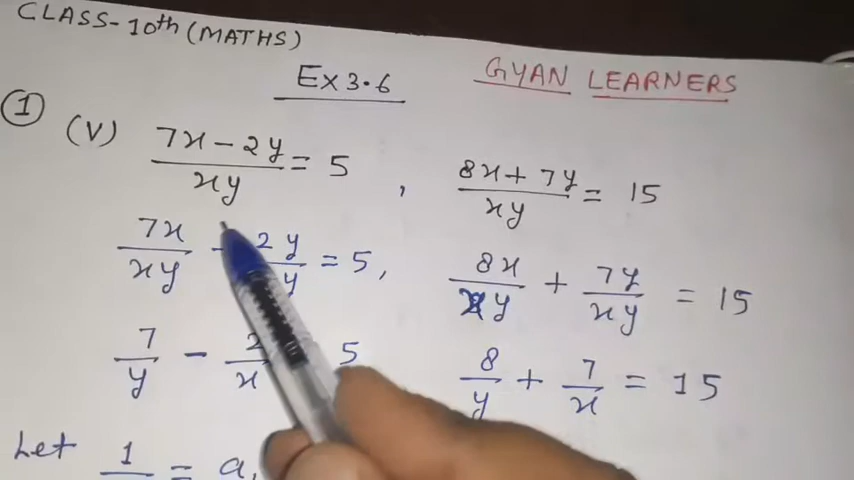 CLASS-10th (MATHS)
Ex 3.6 GYAN LEARNERS
① (V) (7x - 2y)/(xy) = 5 , (8x + 7y)/(xy) = 15
7x/xy - 2y/y = 5, 8x/xy + 7y/xy = 15
7/y - 2/x 5 8/y + 7/x = 15
Let 1 = a,